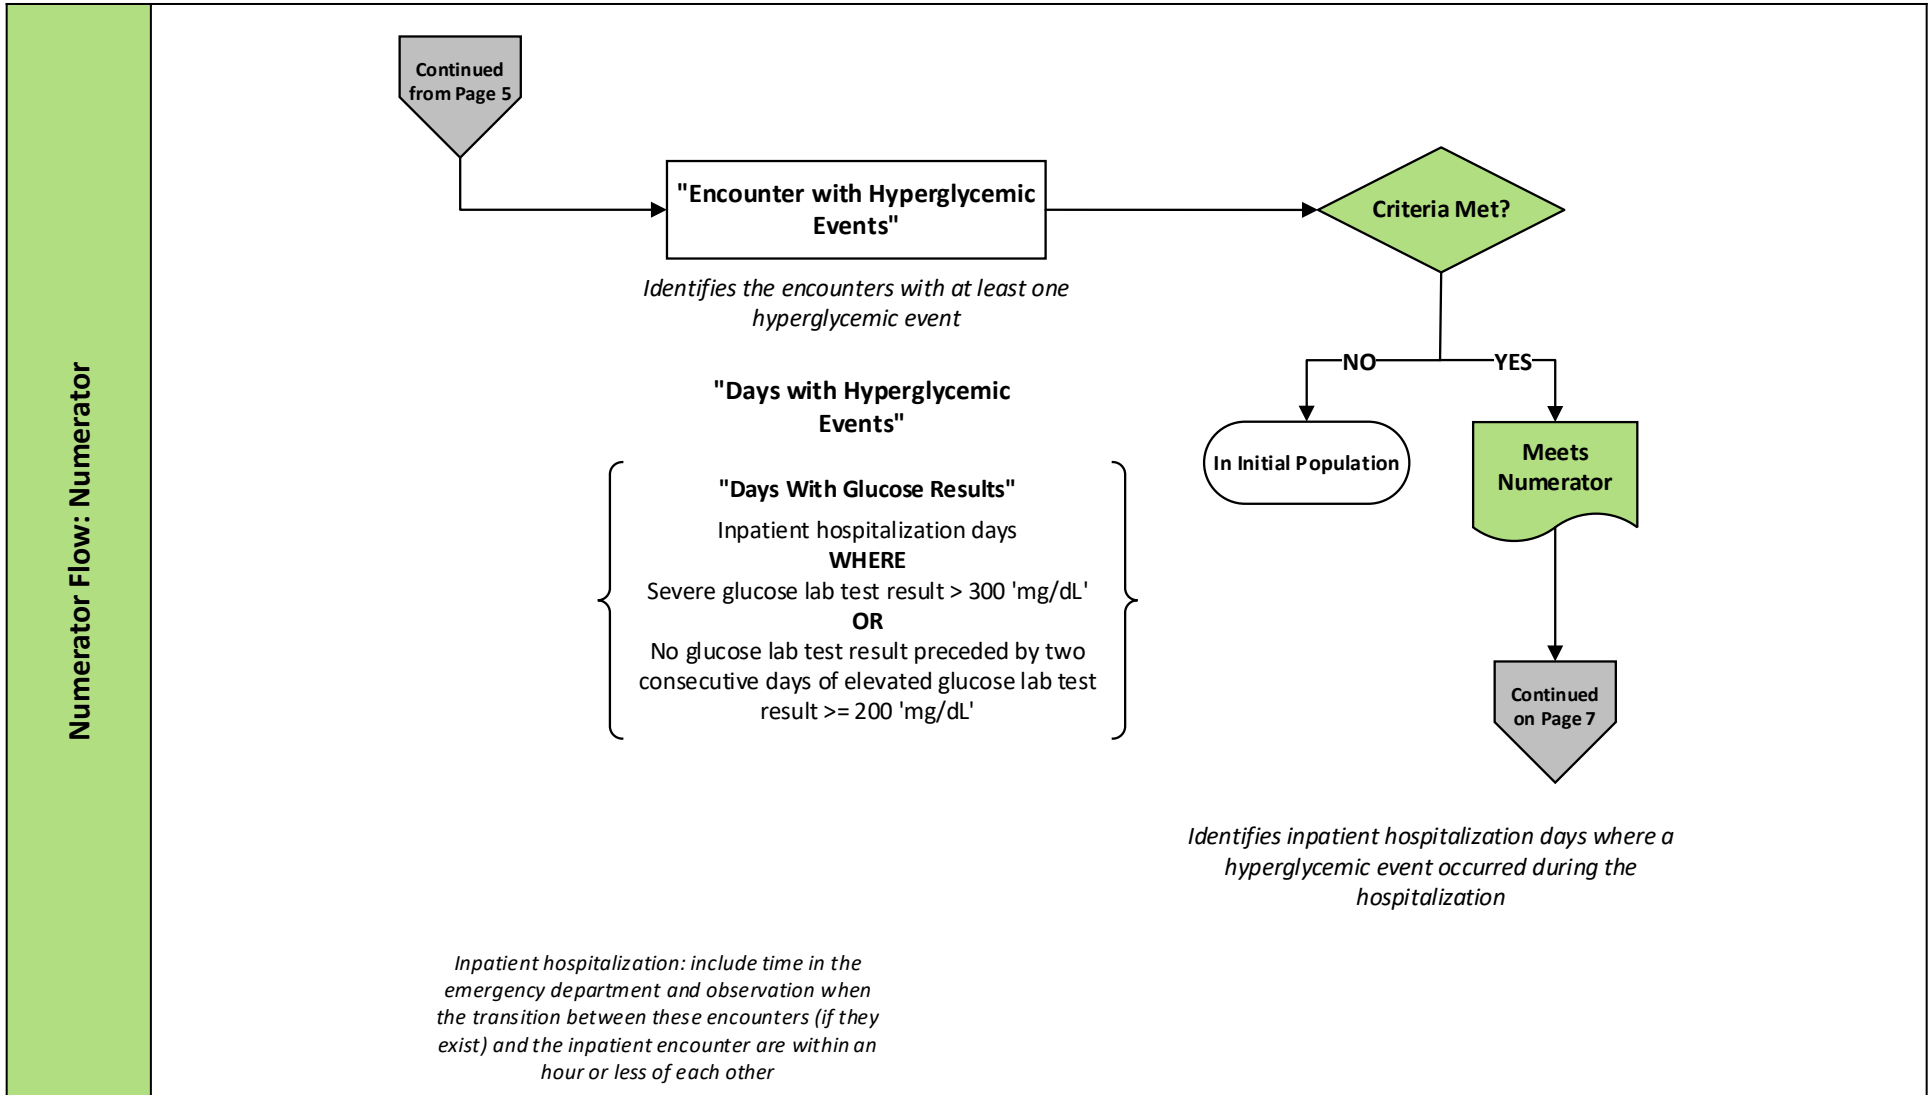 Numerator Flow: Numerator
Continued
from Page 5
"Encounter with Hyperglycemic
Events"
Identifies the encounters with at least one
hyperglycemic event
Criteria Met?
NO
YES
In Initial Population
Meets
Numerator
Continued
on Page 7
"Days with Hyperglycemic
Events"
"Days With Glucose Results"
Inpatient hospitalization days
WHERE
Severe glucose lab test result > 300 'mg/dL'
OR
No glucose lab test result preceded by two
consecutive days of elevated glucose lab test
result >= 200 'mg/dL'
Identifies inpatient hospitalization days where a
hyperglycemic event occurred during the
hospitalization
Inpatient hospitalization: include time in the
emergency department and observation when
the transition between these encounters (if they
exist) and the inpatient encounter are within an
hour or less of each other